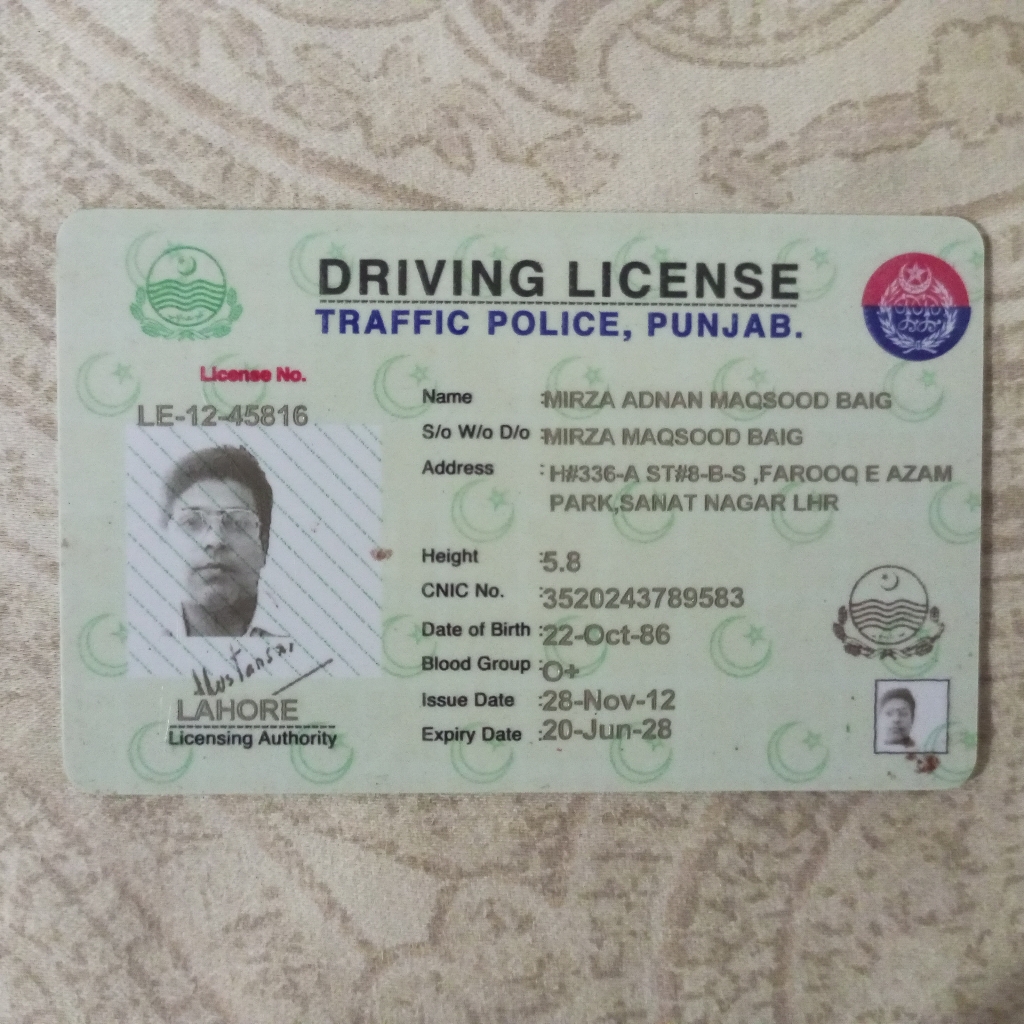 DRIVING LICENSE
TRAFFIC POLICE, PUNJAB.
License No.
LE-12-45816
Name :MIRZA ADNAN MAQSOOD BAIG
S/o W/o D/o :MIRZA MAQSOOD BAIG
Address : H#336-A ST#8-B-S ,FAROOQ E AZAM
PARK,SANAT NAGAR LHR
Height :5.8
CNIC No. :3520243789583
Date of Birth :22-Oct-86
Blood Group :O+
Issue Date :28-Nov-12
Expiry Date :20-Jun-28
LAHORE
Licensing Authority